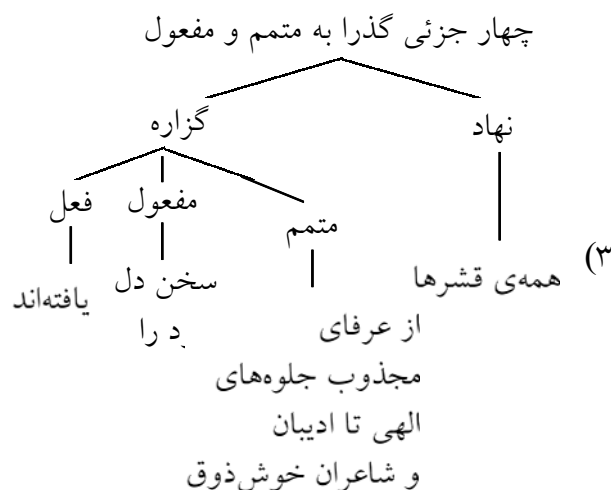 چهار جزئی گذرا به متمم و مفعول
نهاد گزاره
متمم مفعول فعل
۳) همه‌ی قشرها از عرفای مجذوب جلوه‌های الهی تا ادیبان و شاعران خوش‌ذوق سخن دل را یافته‌اند